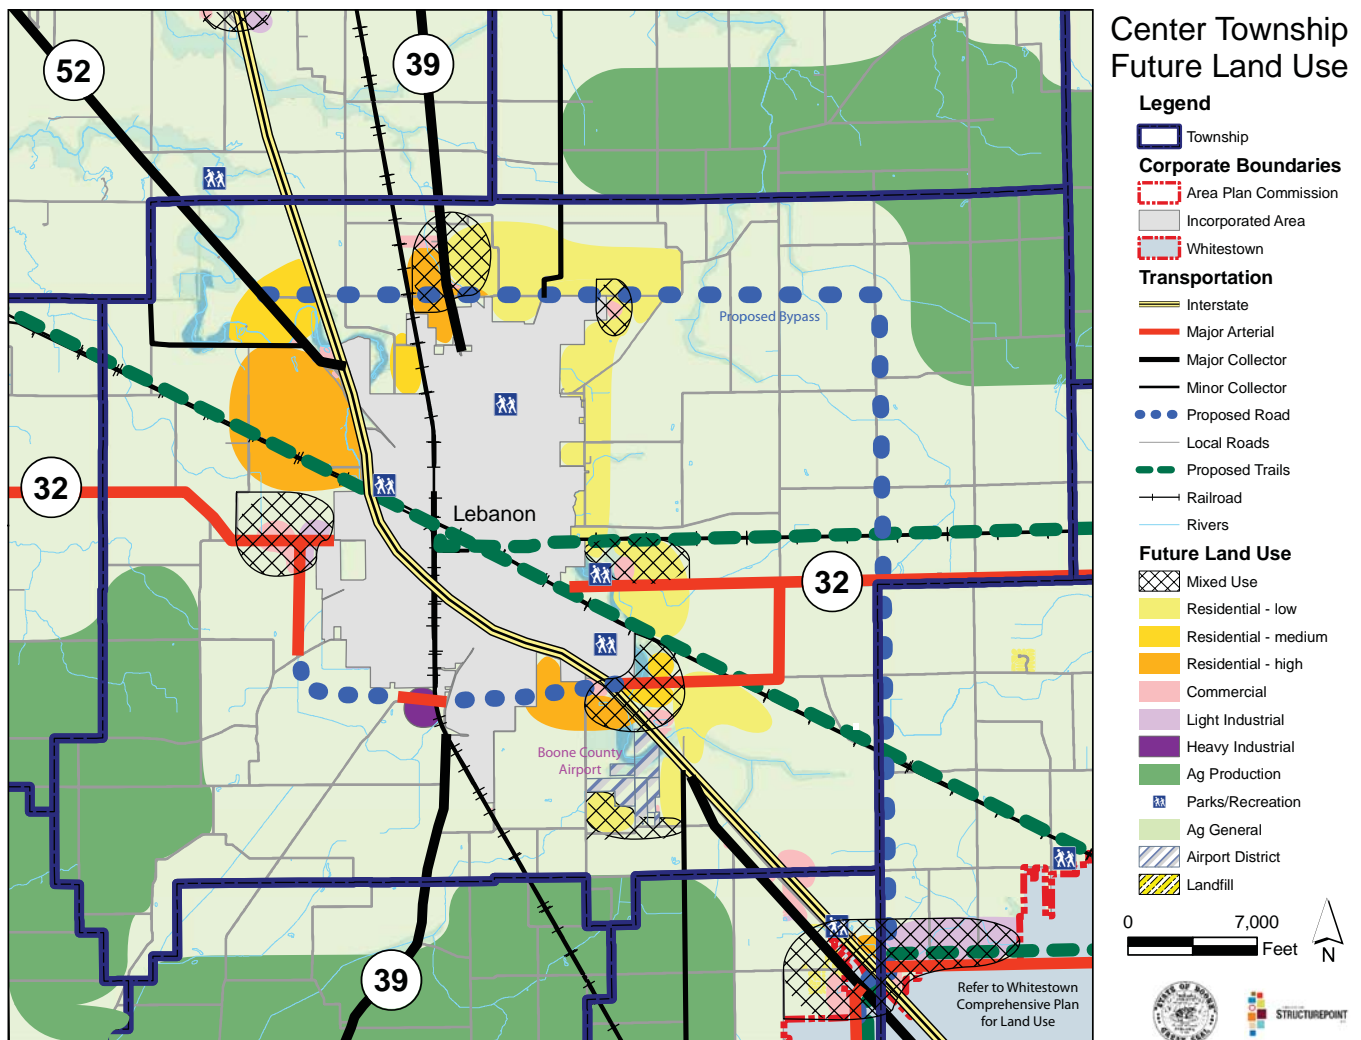 Center Township
Future Land Use
Legend
Township
Corporate Boundaries
Area Plan Commission
Incorporated Area
Whitestown
Transportation
Interstate
Major Arterial
Major Collector
Minor Collector
Proposed Road
Local Roads
Proposed Trails
Railroad
Rivers
Future Land Use
Mixed Use
Residential - low
Residential - medium
Residential - high
Commercial
Light Industrial
Heavy Industrial
Ag Production
Parks/Recreation
Ag General
Airport District
Landfill
0 7,000
Feet
N
STRUCTUREPOINT
52
39
Proposed Bypass
32
Lebanon
32
Boone County
Airport
39
Refer to Whitestown
Comprehensive Plan
for Land Use